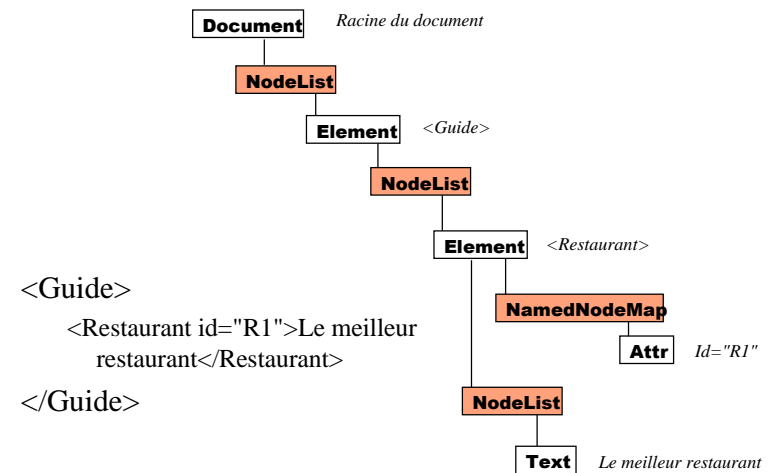 Document Racine du document
NodeList
Element <Guide>
NodeList
Element <Restaurant>
<Guide>
NamedNodeMap
<Restaurant id="R1">Le meilleur
restaurant</Restaurant>
Attr Id="R1"
</Guide>
NodeList
Text Le meilleur restaurant